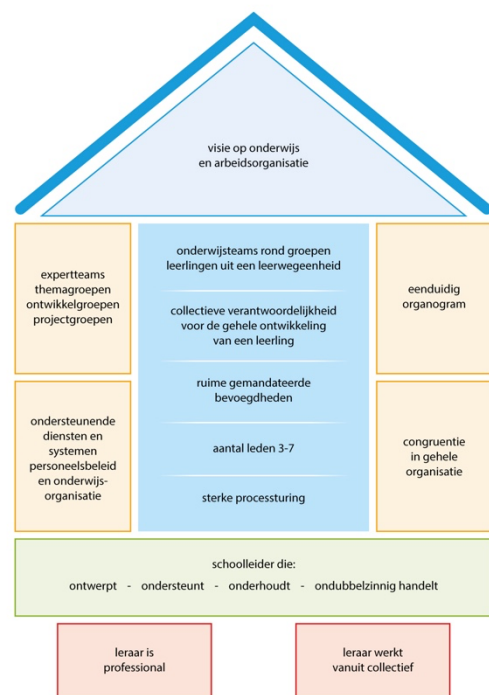 visie op onderwijs
en arbeidsorganisatie
expertteams
themagroepen
ontwikkelgroepen
projectgroepen
onderwijsteams rond groepen
leerlingen uit een leerwegeenheid
collectieve verantwoordelijkheid
voor de gehele ontwikkeling
van een leerling
ruime gemandateerde
bevoegdheden
aantal leden 3-7
sterke processturing
eenduidig
organogram
ondersteunende
diensten en
systemen
personeelsbeleid
en onderwijs-
organisatie
congruentie
in gehele
organisatie
schoolleider die:
ontwerpt - ondersteunt - onderhoudt - ondubbelzinnig handelt
leraar is
professional
leraar werkt
vanuit collectief